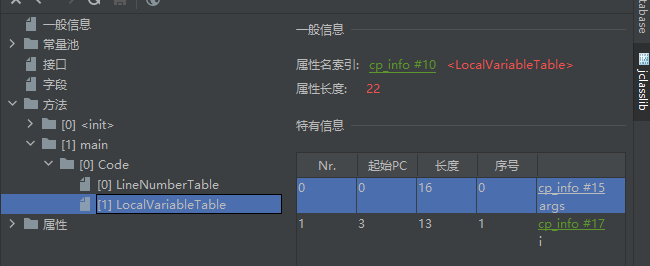 一般信息
常量池
接口
字段
方法
[0] <init>
[1] main
[0] Code
[0] LineNumberTable
[1] LocalVariableTable
属性
一般信息
属性名索引: cp_info #10 <LocalVariableTable>
属性长度: 22
特有信息
Nr. 起始PC 长度 序号
0 0 16 0 cp_info #15
args
1 3 13 1 cp_info #17
i
jclasslib